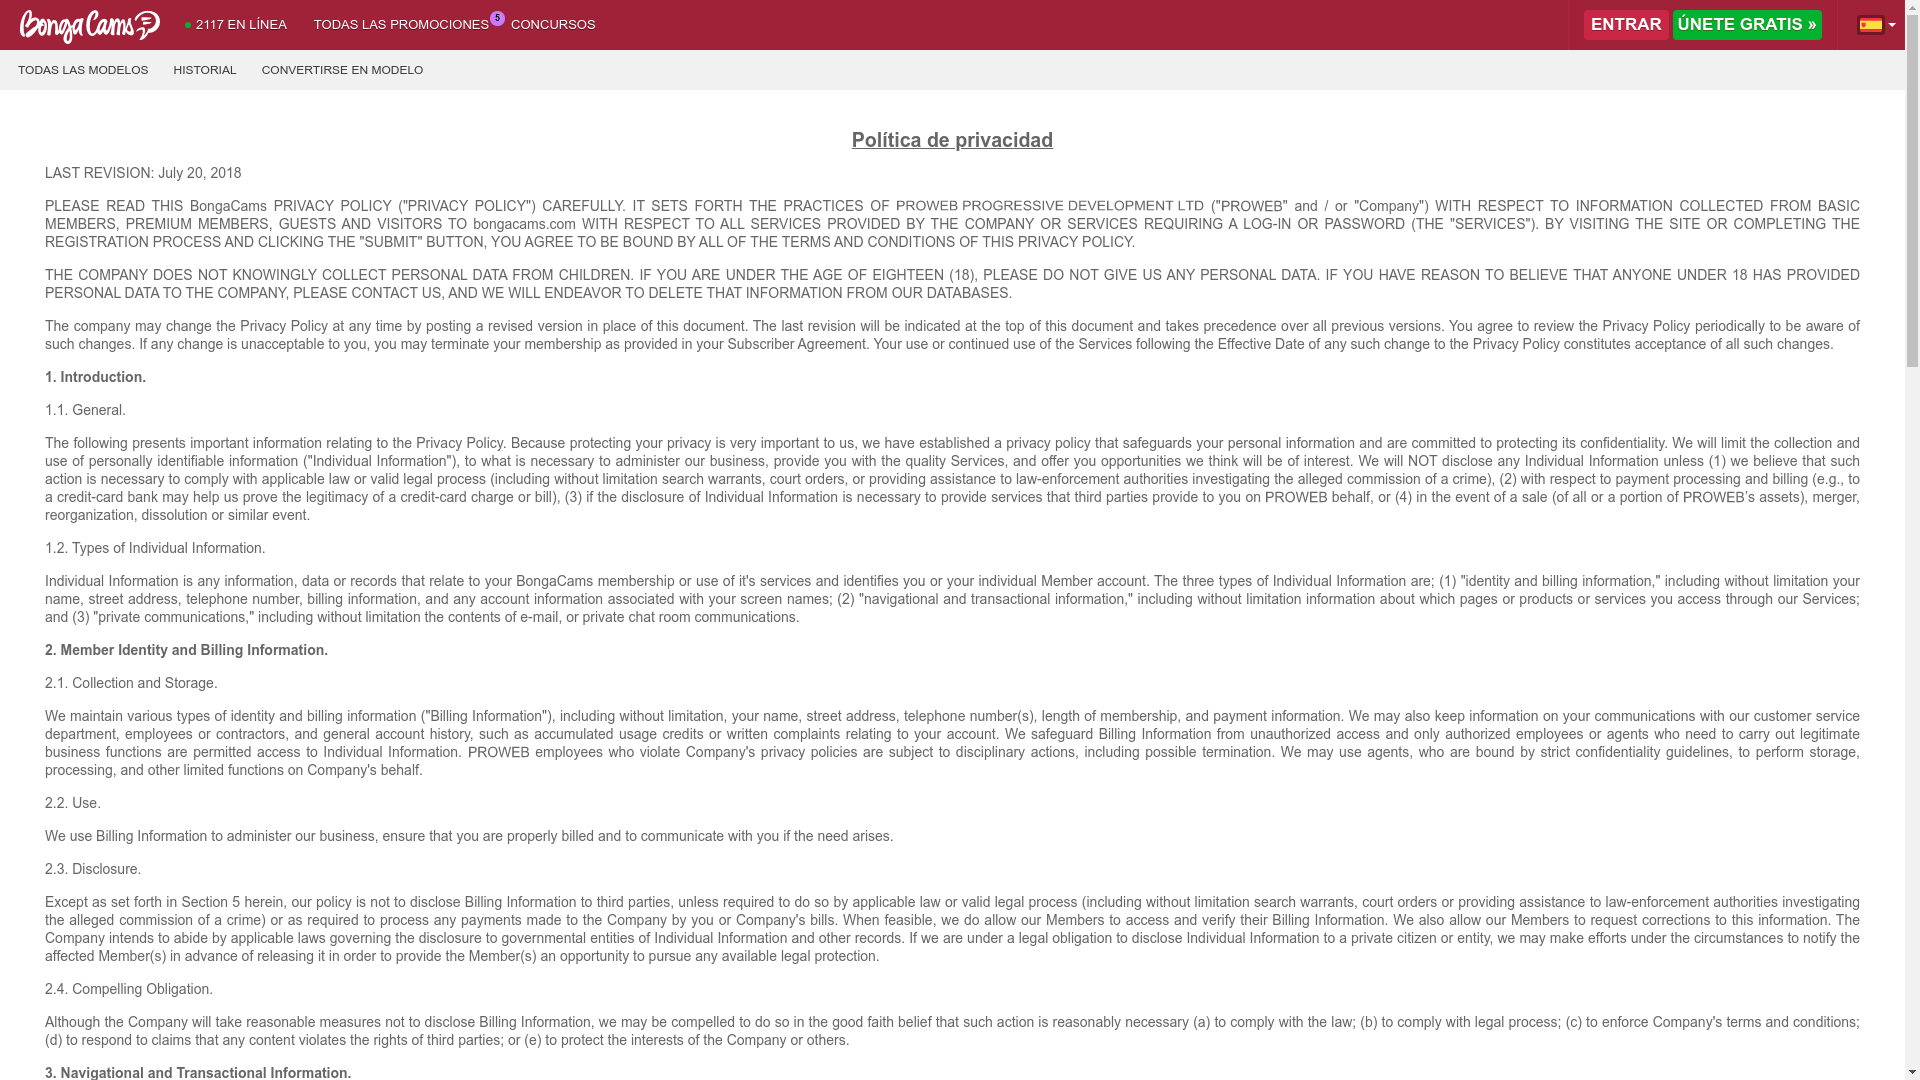 BongaCams
2117 EN LÍNEA
TODAS LAS PROMOCIONES 5
CONCURSOS
ENTRAR
ÚNETE GRATIS »
TODAS LAS MODELOS
HISTORIAL
CONVERTIRSE EN MODELO
Política de privacidad
LAST REVISION: July 20, 2018
PLEASE READ THIS BongaCams PRIVACY POLICY ("PRIVACY POLICY") CAREFULLY. IT SETS FORTH THE PRACTICES OF PROWEB PROGRESSIVE DEVELOPMENT LTD ("PROWEB" and / or "Company") WITH RESPECT TO INFORMATION COLLECTED FROM BASIC
MEMBERS, PREMIUM MEMBERS, GUESTS AND VISITORS TO bongacams.com WITH RESPECT TO ALL SERVICES PROVIDED BY THE COMPANY OR SERVICES REQUIRING A LOG-IN OR PASSWORD (THE "SERVICES"). BY VISITING THE SITE OR COMPLETING THE
REGISTRATION PROCESS AND CLICKING THE "SUBMIT" BUTTON, YOU AGREE TO BE BOUND BY ALL OF THE TERMS AND CONDITIONS OF THIS PRIVACY POLICY.
THE COMPANY DOES NOT KNOWINGLY COLLECT PERSONAL DATA FROM CHILDREN. IF YOU ARE UNDER THE AGE OF EIGHTEEN (18), PLEASE DO NOT GIVE US ANY PERSONAL DATA. IF YOU HAVE REASON TO BELIEVE THAT ANYONE UNDER 18 HAS PROVIDED
PERSONAL DATA TO THE COMPANY, PLEASE CONTACT US, AND WE WILL ENDEAVOR TO DELETE THAT INFORMATION FROM OUR DATABASES.
The company may change the Privacy Policy at any time by posting a revised version in place of this document. The last revision will be indicated at the top of this document and takes precedence over all previous versions. You agree to review the Privacy Policy periodically to be aware of
such changes. If any change is unacceptable to you, you may terminate your membership as provided in your Subscriber Agreement. Your use or continued use of the Services following the Effective Date of any such change to the Privacy Policy constitutes acceptance of all such changes.
1. Introduction.
1.1. General.
The following presents important information relating to the Privacy Policy. Because protecting your privacy is very important to us, we have established a privacy policy that safeguards your personal information and are committed to protecting its confidentiality. We will limit the collection and
use of personally identifiable information ("Individual Information"), to what is necessary to administer our business, provide you with the quality Services, and offer you opportunities we think will be of interest. We will NOT disclose any Individual Information unless (1) we believe that such
action is necessary to comply with applicable law or valid legal process (including without limitation search warrants, court orders, or providing assistance to law-enforcement authorities investigating the alleged commission of a crime), (2) with respect to payment processing and billing (e.g., to
a credit-card bank may help us prove the legitimacy of a credit-card charge or bill), (3) if the disclosure of Individual Information is necessary to provide services that third parties provide to you on PROWEB behalf, or (4) in the event of a sale (of all or a portion of PROWEB's assets), merger,
reorganization, dissolution or similar event.
1.2. Types of Individual Information.
Individual Information is any information, data or records that relate to your BongaCams membership or use of it's services and identifies you or your individual Member account. The three types of Individual Information are; (1) "identity and billing information," including without limitation your
name, street address, telephone number, billing information, and any account information associated with your screen names; (2) "navigational and transactional information," including without limitation information about which pages or products or services you access through our Services;
and (3) "private communications," including without limitation the contents of e-mail, or private chat room communications.
2. Member Identity and Billing Information.
2.1. Collection and Storage.
We maintain various types of identity and billing information ("Billing Information"), including without limitation, your name, street address, telephone number(s), length of membership, and payment information. We may also keep information on your communications with our customer service
department, employees or contractors, and general account history, such as accumulated usage credits or written complaints relating to your account. We safeguard Billing Information from unauthorized access and only authorized employees or agents who need to carry out legitimate
business functions are permitted access to Individual Information. PROWEB employees who violate Company's privacy policies are subject to disciplinary actions, including possible termination. We may use agents, who are bound by strict confidentiality guidelines, to perform storage,
processing, and other limited functions on Company's behalf.
2.2. Use.
We use Billing Information to administer our business, ensure that you are properly billed and to communicate with you if the need arises.
2.3. Disclosure.
Except as set forth in Section 5 herein, our policy is not to disclose Billing Information to third parties, unless required to do so by applicable law or valid legal process (including without limitation search warrants, court orders or providing assistance to law-enforcement authorities investigating
the alleged commission of a crime) or as required to process any payments made to the Company by you or Company's bills. When feasible, we do allow our Members to access and verify their Billing Information. We also allow our Members to request corrections to this information. The
Company intends to abide by applicable laws governing the disclosure to governmental entities of Individual Information and other records. If we are under a legal obligation to disclose Individual Information to a private citizen or entity, we may make efforts under the circumstances to notify the
affected Member(s) in advance of releasing it in order to provide the Member(s) an opportunity to pursue any available legal protection.
2.4. Compelling Obligation.
Although the Company will take reasonable measures not to disclose Billing Information, we may be compelled to do so in the good faith belief that such action is reasonably necessary (a) to comply with the law; (b) to comply with legal process; (c) to enforce Company's terms and conditions;
(d) to respond to claims that any content violates the rights of third parties; or (e) to protect the interests of the Company or others.
3. Navigational and Transactional Information.